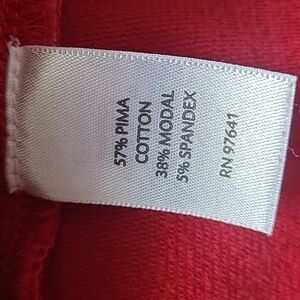 57% PIMA
COTTON
38% MODAL
5% SPANDEX
RN 97641